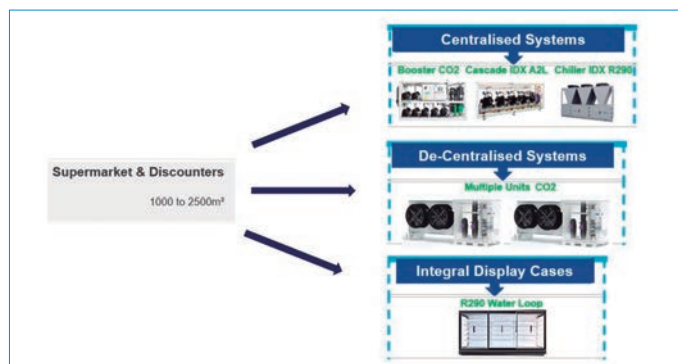 Centralised Systems
Booster CO2 Cascade IDX A2L Chiller IDX R290
Supermarket & Discounters
1000 to 2500m²
De-Centralised Systems
Multiple Units CO2
Integral Display Cases
R290 Water Loop